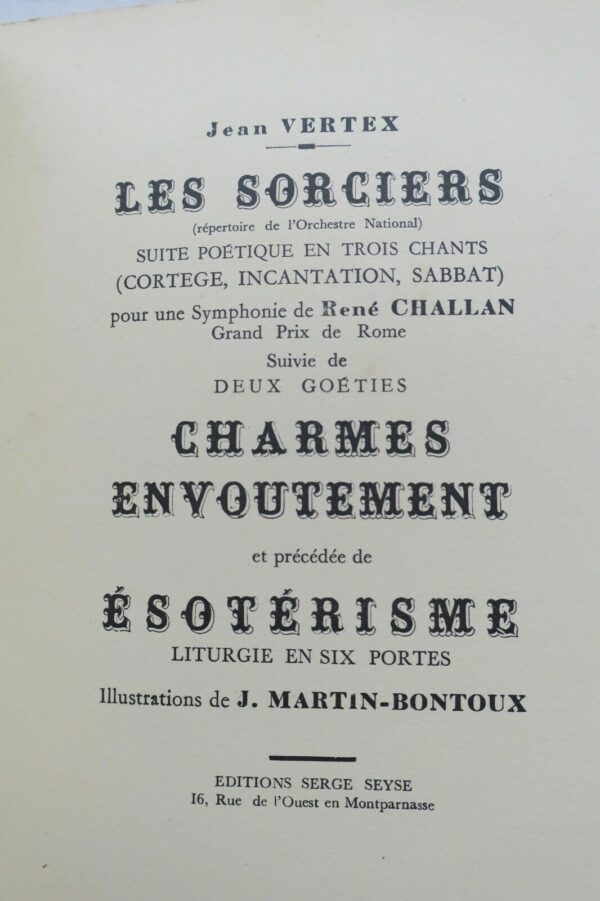 Jean VERTEX
LES SORCIERS
(répertoire de l'Orchestre National)
SUITE POÉTIQUE EN TROIS CHANTS
(CORTEGE, INCANTATION, SABBAT)
pour une Symphonie de René CHALLAN
Grand Prix de Rome
Suivie de
DEUX GOÉTIES
CHARMES
ENVOUTEMENT
et précédée de
ÉSOTÉRISME
LITURGIE EN SIX PORTES
Illustrations de J. MARTIN-BONTOUX
EDITIONS SERGE SEYSE
16, Rue de l'Ouest en Montparnasse